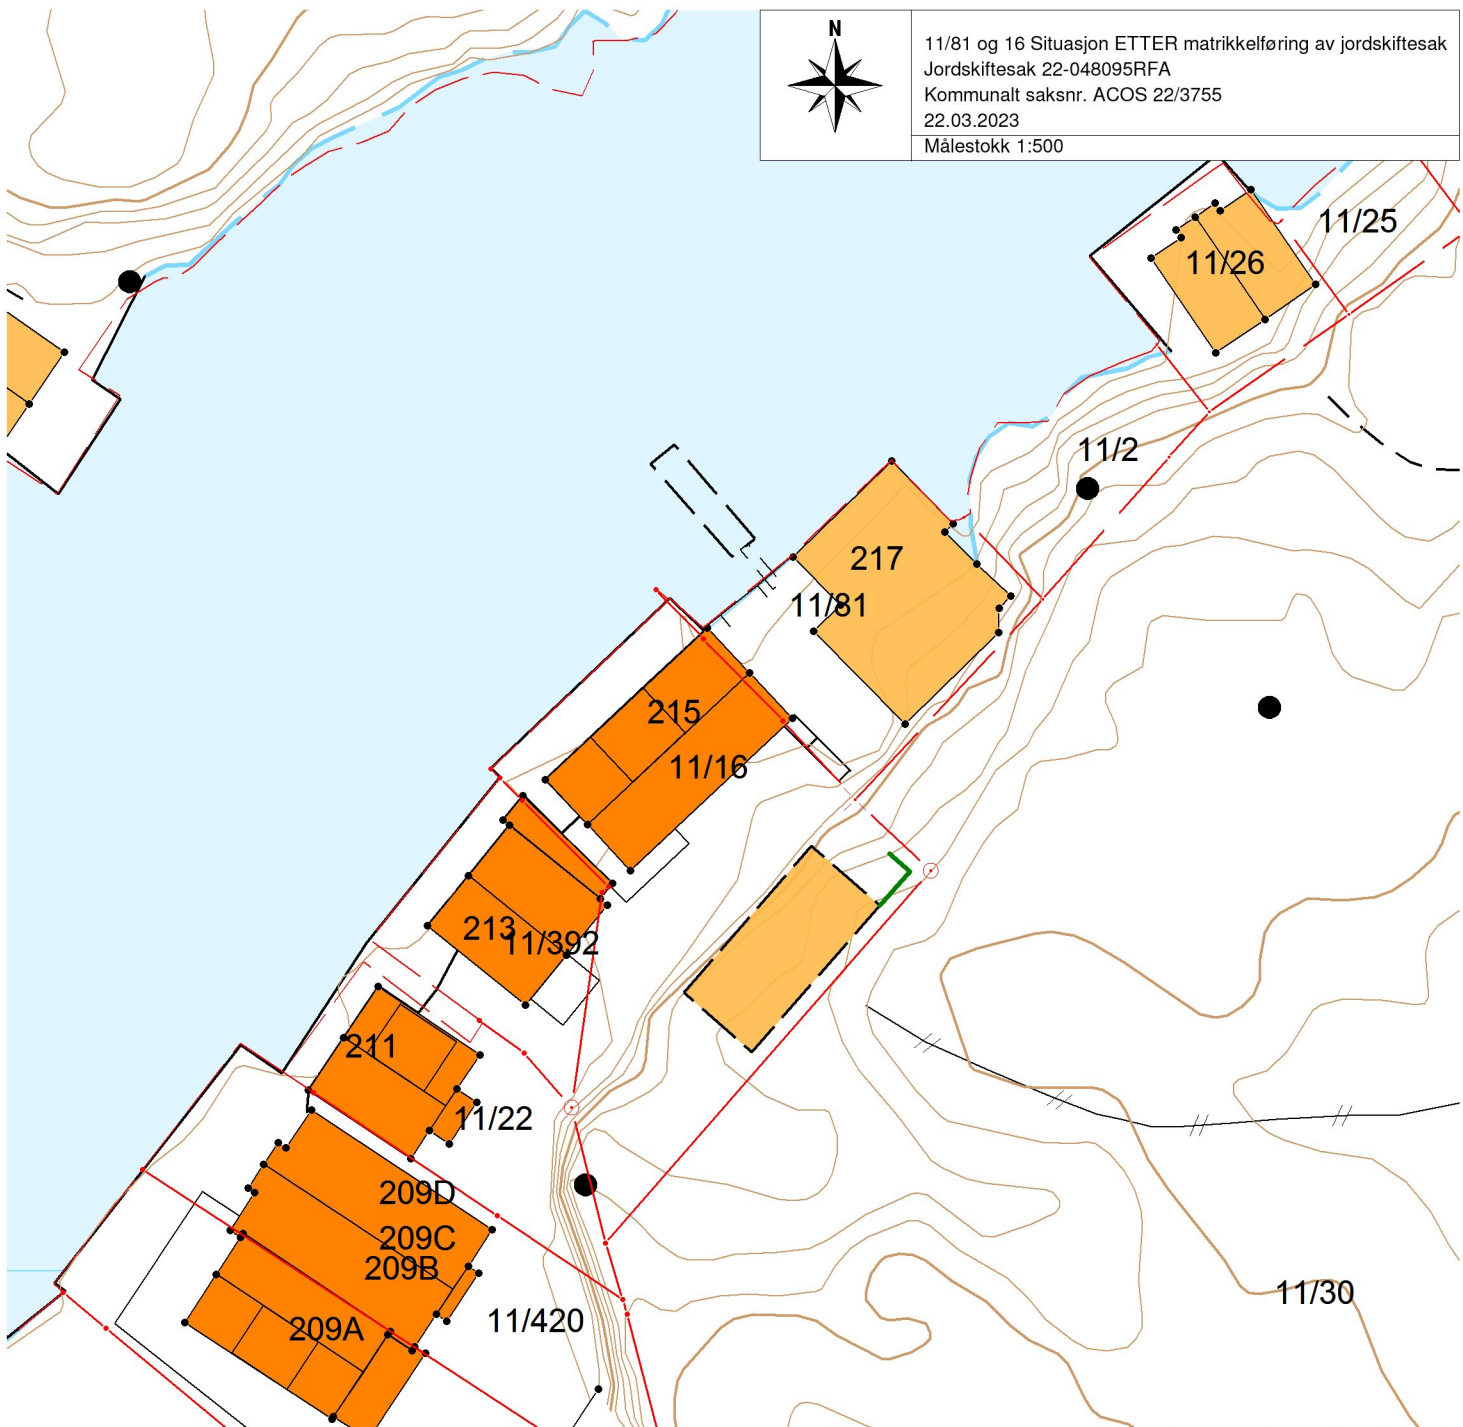 N
11/81 og 16 Situasjon ETTER matrikkelføring av jordskiftesak
Jordskiftesak 22-048095RFA
Kommunalt saksnr. ACOS 22/3755
22.03.2023
Målestokk 1:500
11/25
11/26
11/2
217
11/81
215
11/16
213
11/392
211
11/22
209D
209C
209B
11/30
11/420
209A